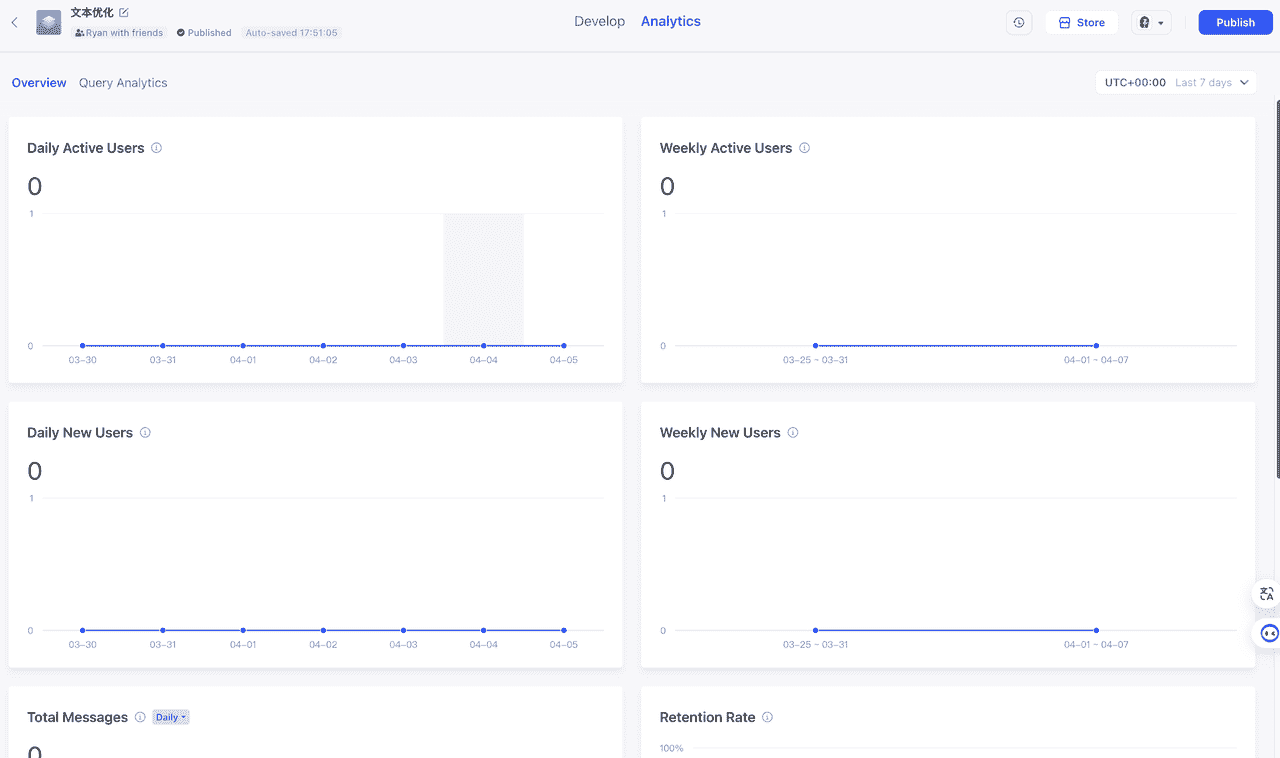 文本优化
Ryan with friends Published Auto-saved 17:51:05
Develop Analytics
Store
Publish
Overview Query Analytics
UTC+00:00 Last 7 days
Daily Active Users
0
1
0
03-30 03-31 04-01 04-02 04-03 04-04 04-05
Weekly Active Users
0
1
0
03-25 ~ 03-31 04-01 ~ 04-07
Daily New Users
0
1
0
03-30 03-31 04-01 04-02 04-03 04-04 04-05
Weekly New Users
0
1
0
03-25 ~ 03-31 04-01 ~ 04-07
Total Messages Daily
0
Retention Rate
100%